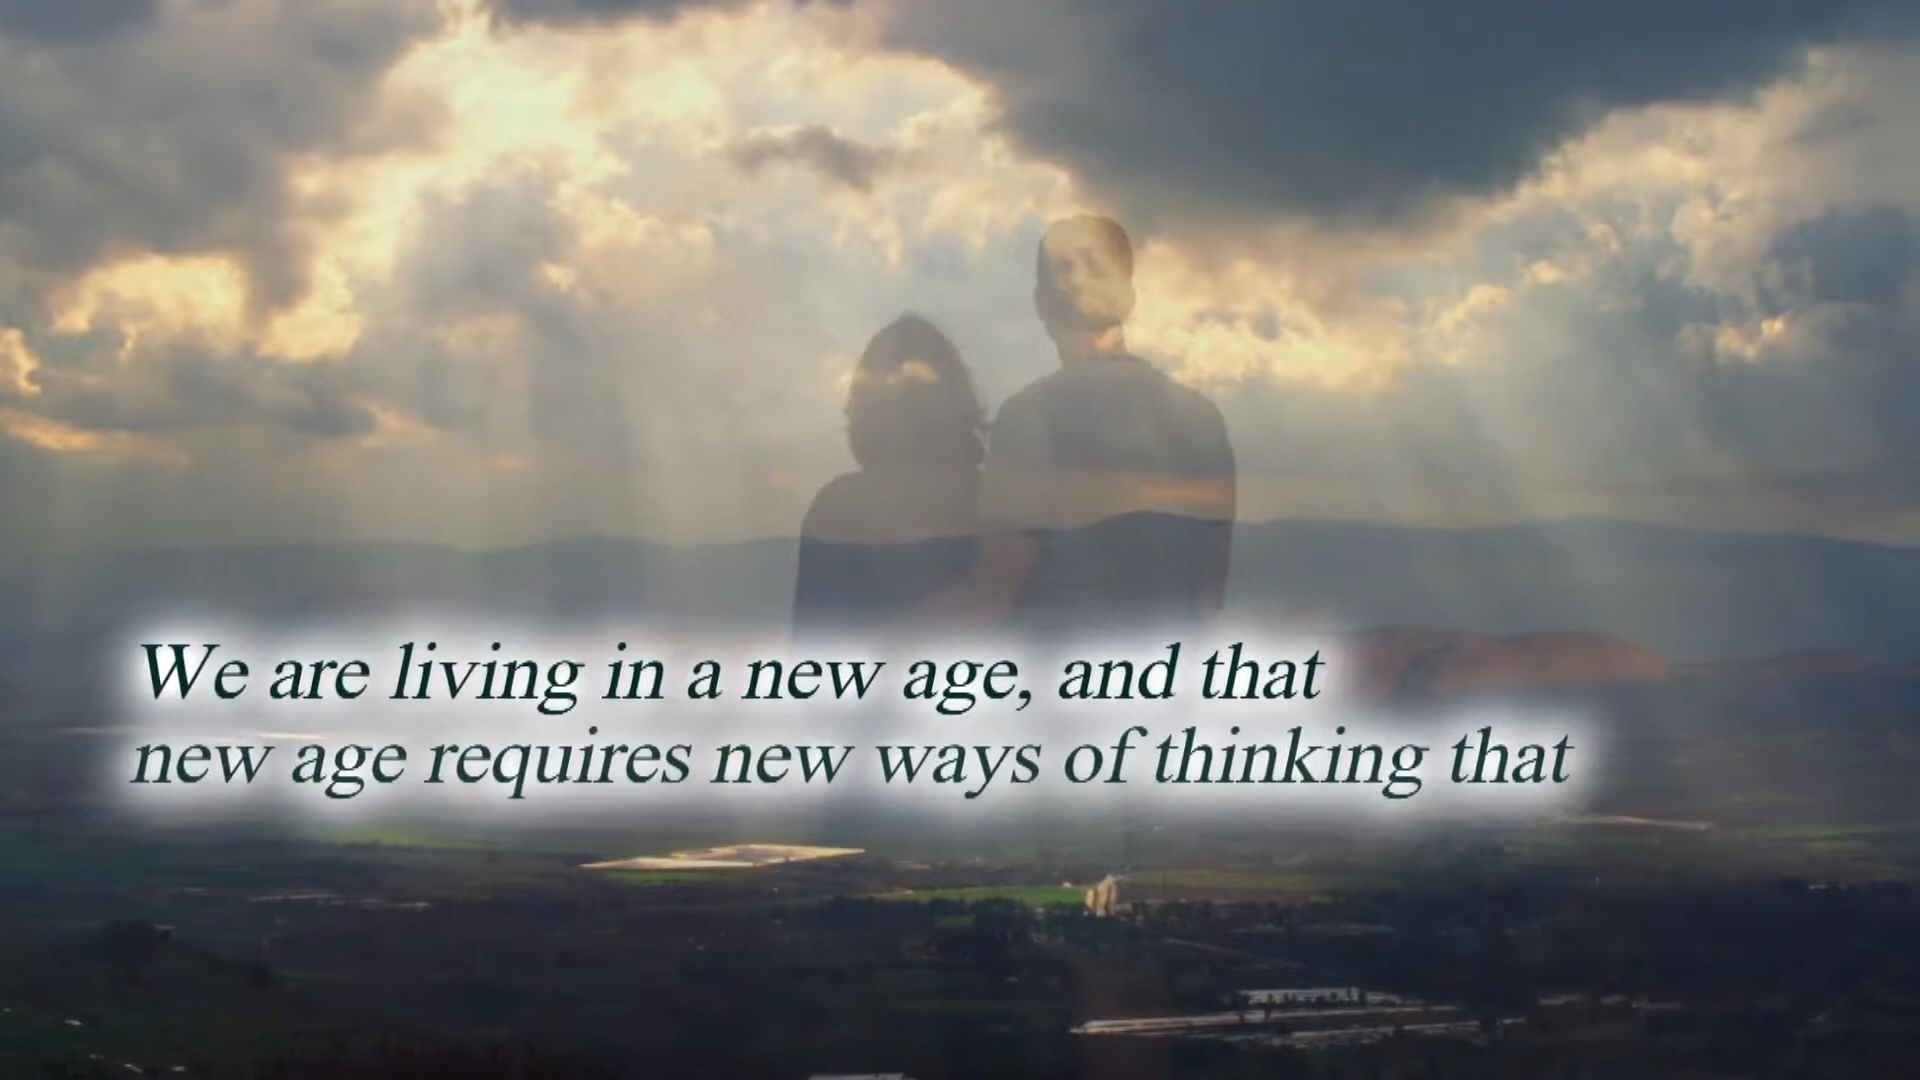 We are living in a new age, and that
new age requires new ways of thinking that